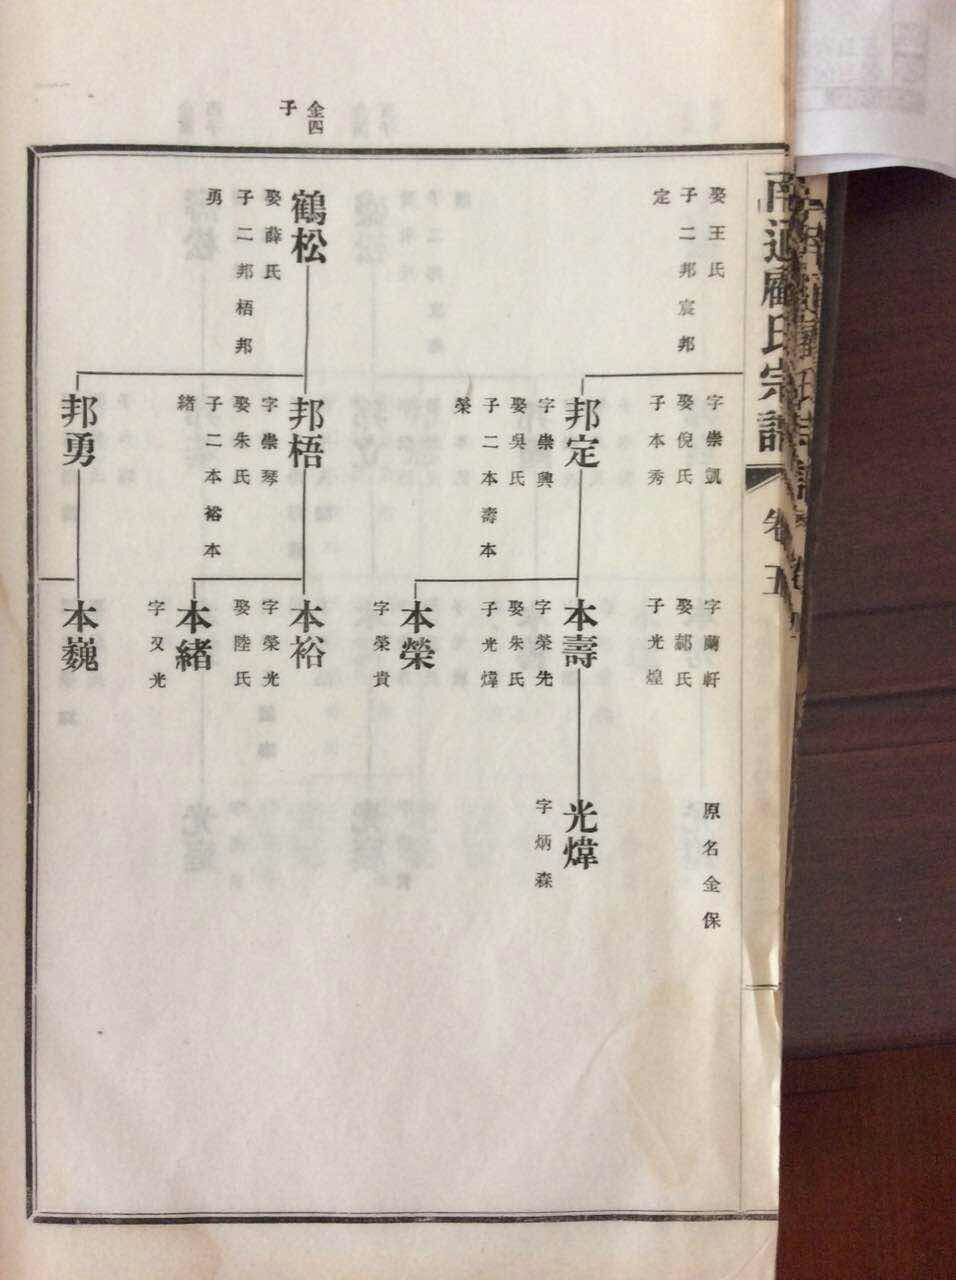 南通顧氏宗譜
卷五
娶王氏
子二邦宸邦
定
字崇凱
娶倪氏
子本秀
字蘭軒
娶郝氏
子光煌
原名金保
邦定
字崇興
娶吳氏
子二本壽本
榮
本壽
字榮先
娶朱氏
子光煒
光煒
字炳森
本榮
字榮貴
仝四
子
鶴松
娶薛氏
子二邦梧邦
勇
邦梧
字崇琴
娶朱氏
子二本裕本
緒
本裕
字榮光
娶陸氏
本緒
字又光
邦勇
本巍